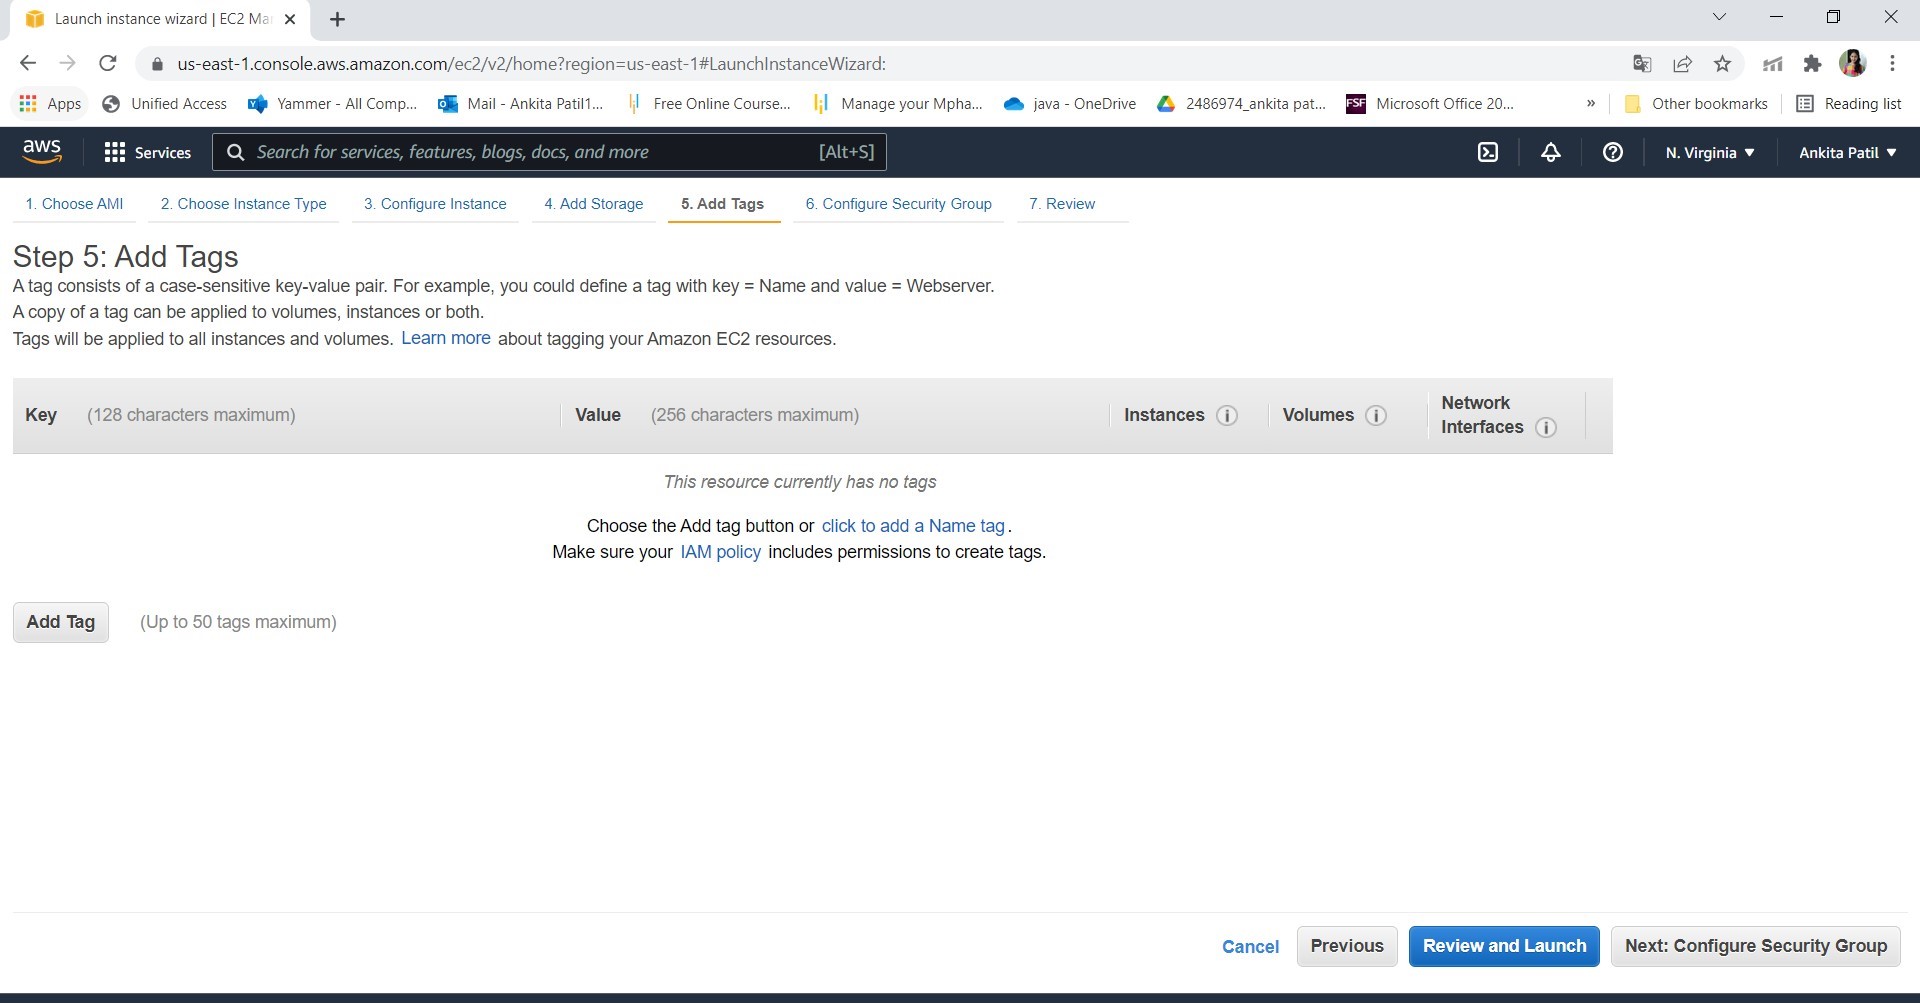 Launch instance wizard | EC2 Ma
us-east-1.console.aws.amazon.com/ec2/v2/home?region=us-east-1#LaunchInstanceWizard:
Apps Unified Access Yammer - All Comp... Mail - Ankita Patil1... Free Online Course... Manage your Mpha... java - OneDrive 2486974_ankita pat... FSF Microsoft Office 20... » Other bookmarks Reading list
aws Services Search for services, features, blogs, docs, and more [Alt+S] N. Virginia ▼ Ankita Patil ▼
1. Choose AMI 2. Choose Instance Type 3. Configure Instance 4. Add Storage 5. Add Tags 6. Configure Security Group 7. Review
Step 5: Add Tags
A tag consists of a case-sensitive key-value pair. For example, you could define a tag with key = Name and value = Webserver.
A copy of a tag can be applied to volumes, instances or both.
Tags will be applied to all instances and volumes. Learn more about tagging your Amazon EC2 resources.
Key (128 characters maximum) Value (256 characters maximum) Instances Volumes Network
Interfaces
This resource currently has no tags
Choose the Add tag button or click to add a Name tag.
Make sure your IAM policy includes permissions to create tags.
Add Tag (Up to 50 tags maximum)
Cancel Previous Review and Launch Next: Configure Security Group